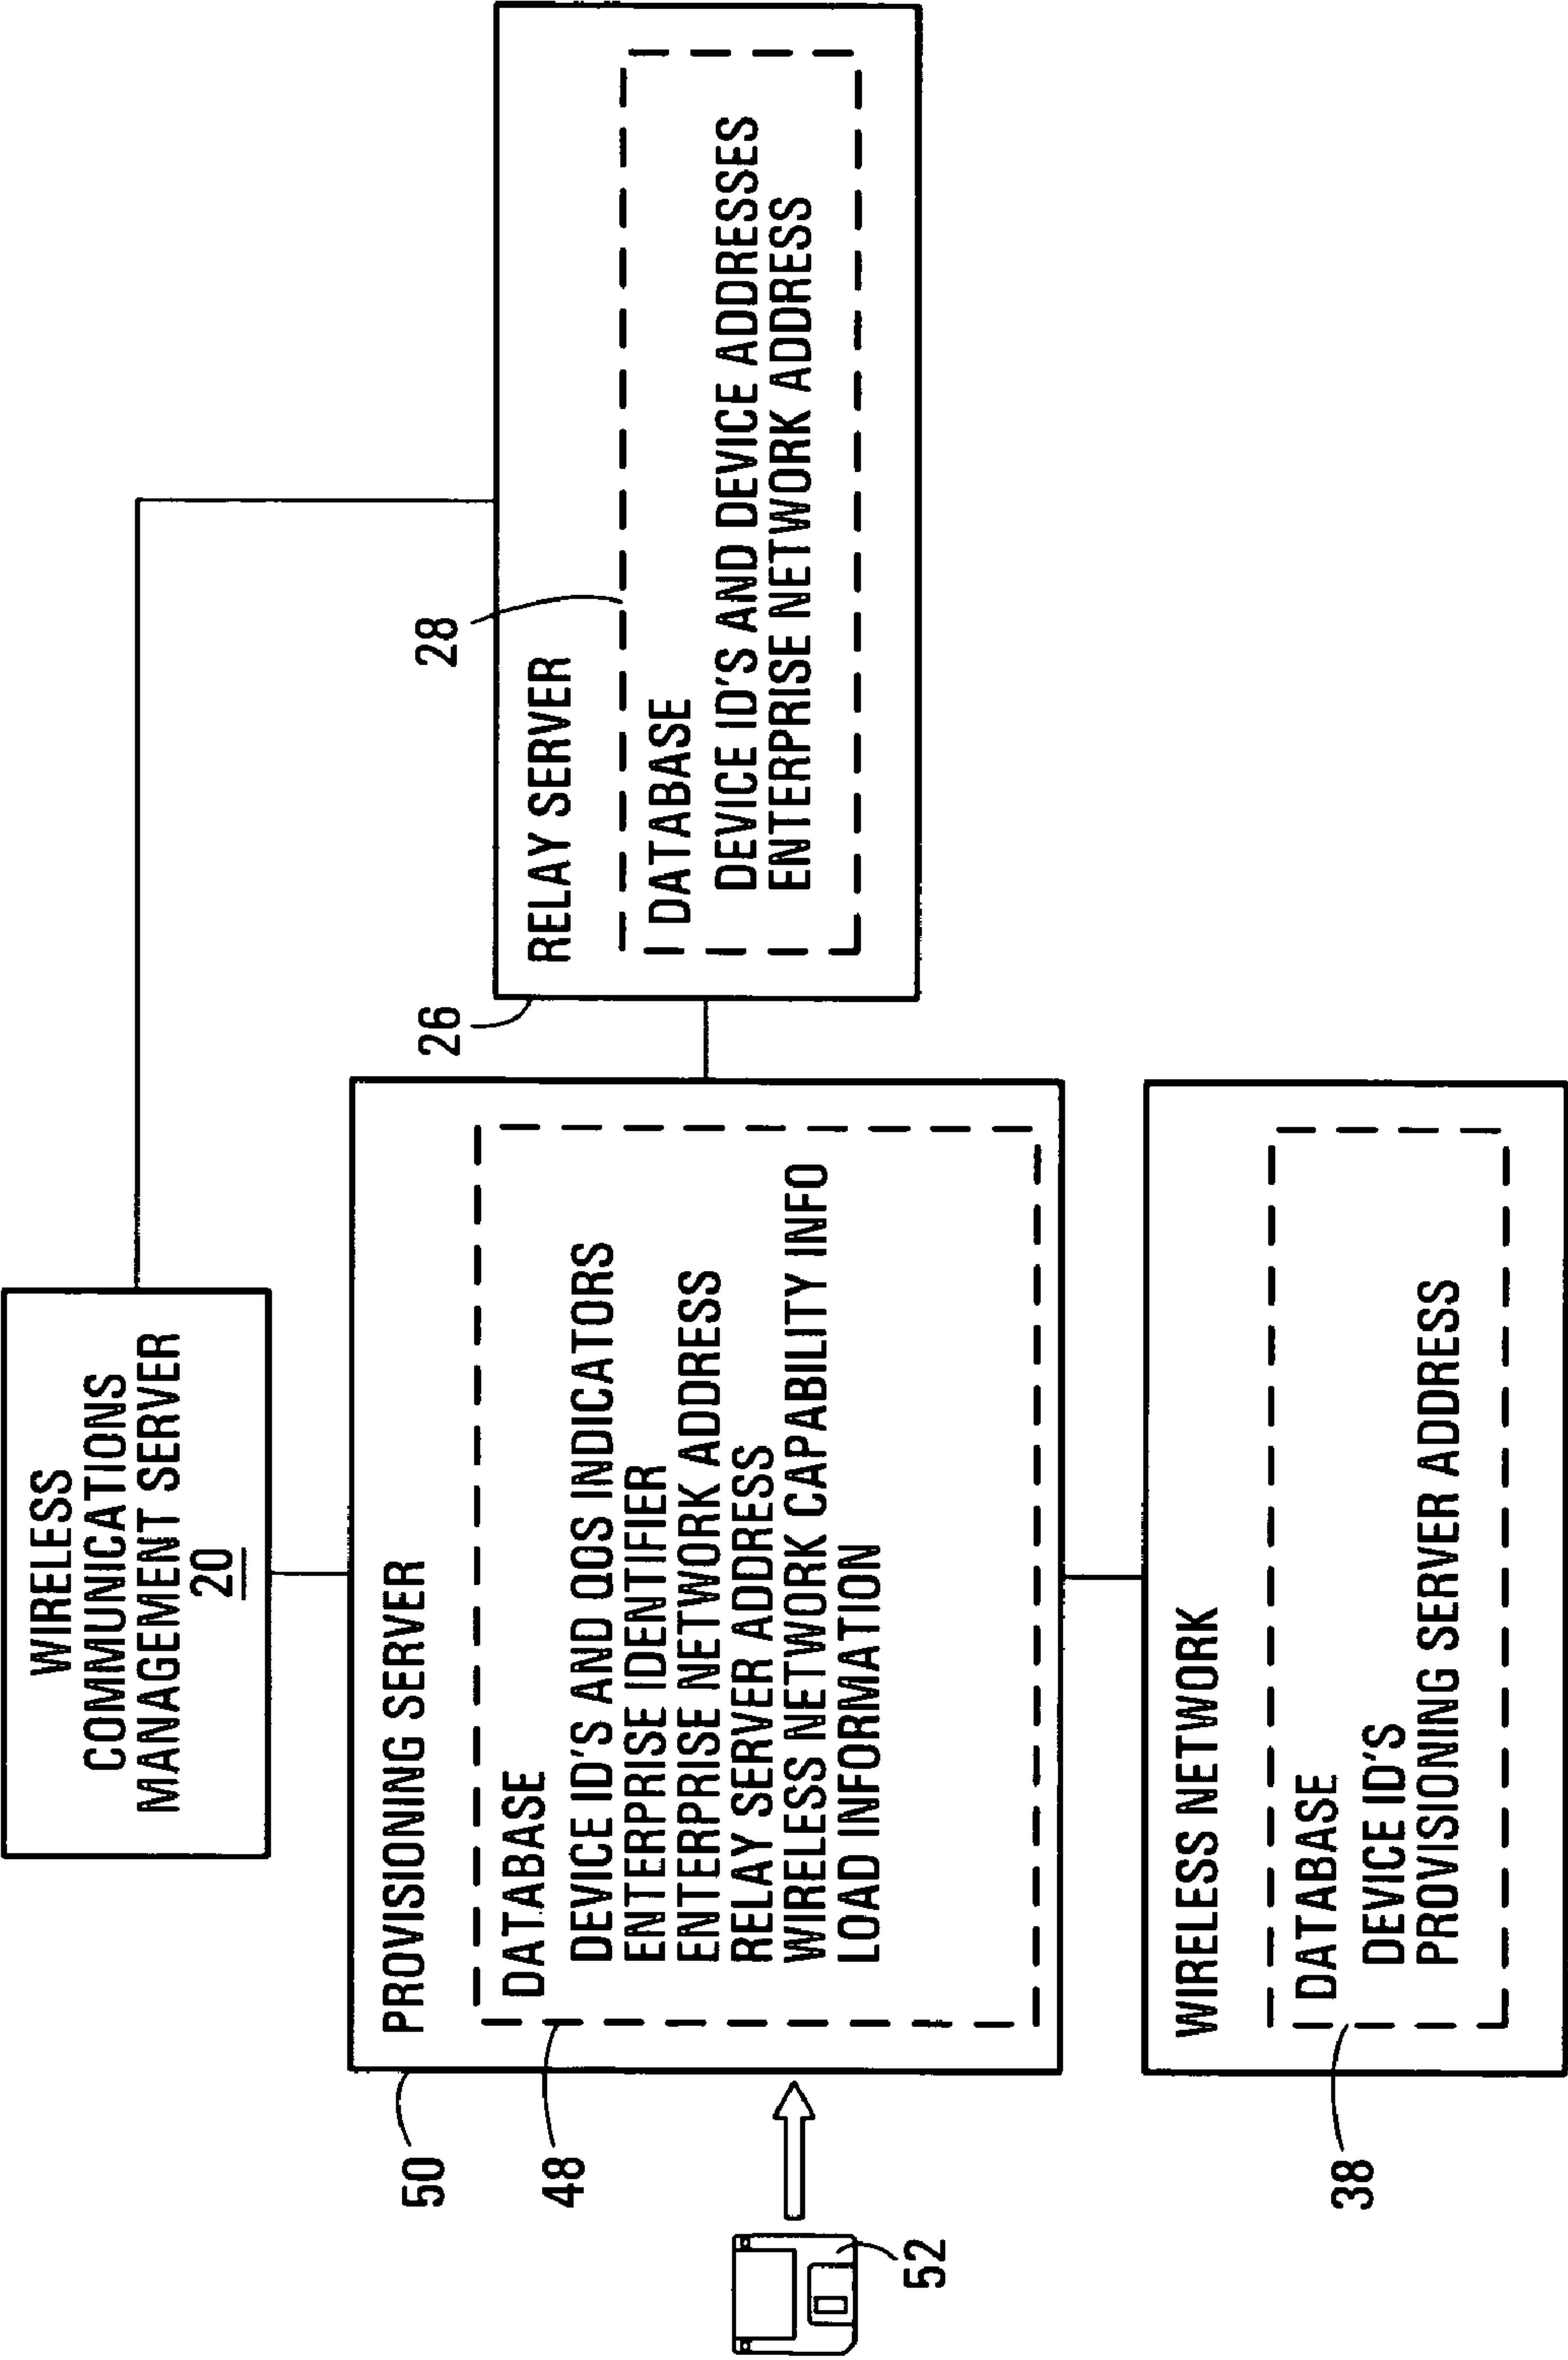 WIRELESS
COMMUNICATIONS
MANAGEMENT SERVER
20
50
PROVISIONING SERVER
48
DATABASE
DEVICE ID'S AND QOS INDICATORS
ENTERPRISE IDENTIFIER
ENTERPRISE NETWORK ADDRESS
RELAY SERVER ADDRESS
WIRELESS NETWORK CAPABILITY INFO
LOAD INFORMATION
52
26
RELAY SERVER
28
DATABASE
DEVICE ID'S AND DEVICE ADDRESSES
ENTERPRISE NETWORK ADDRESS
WIRELESS NETWORK
38
DATABASE
DEVICE ID'S
PROVISIONING SERVER ADDRESS